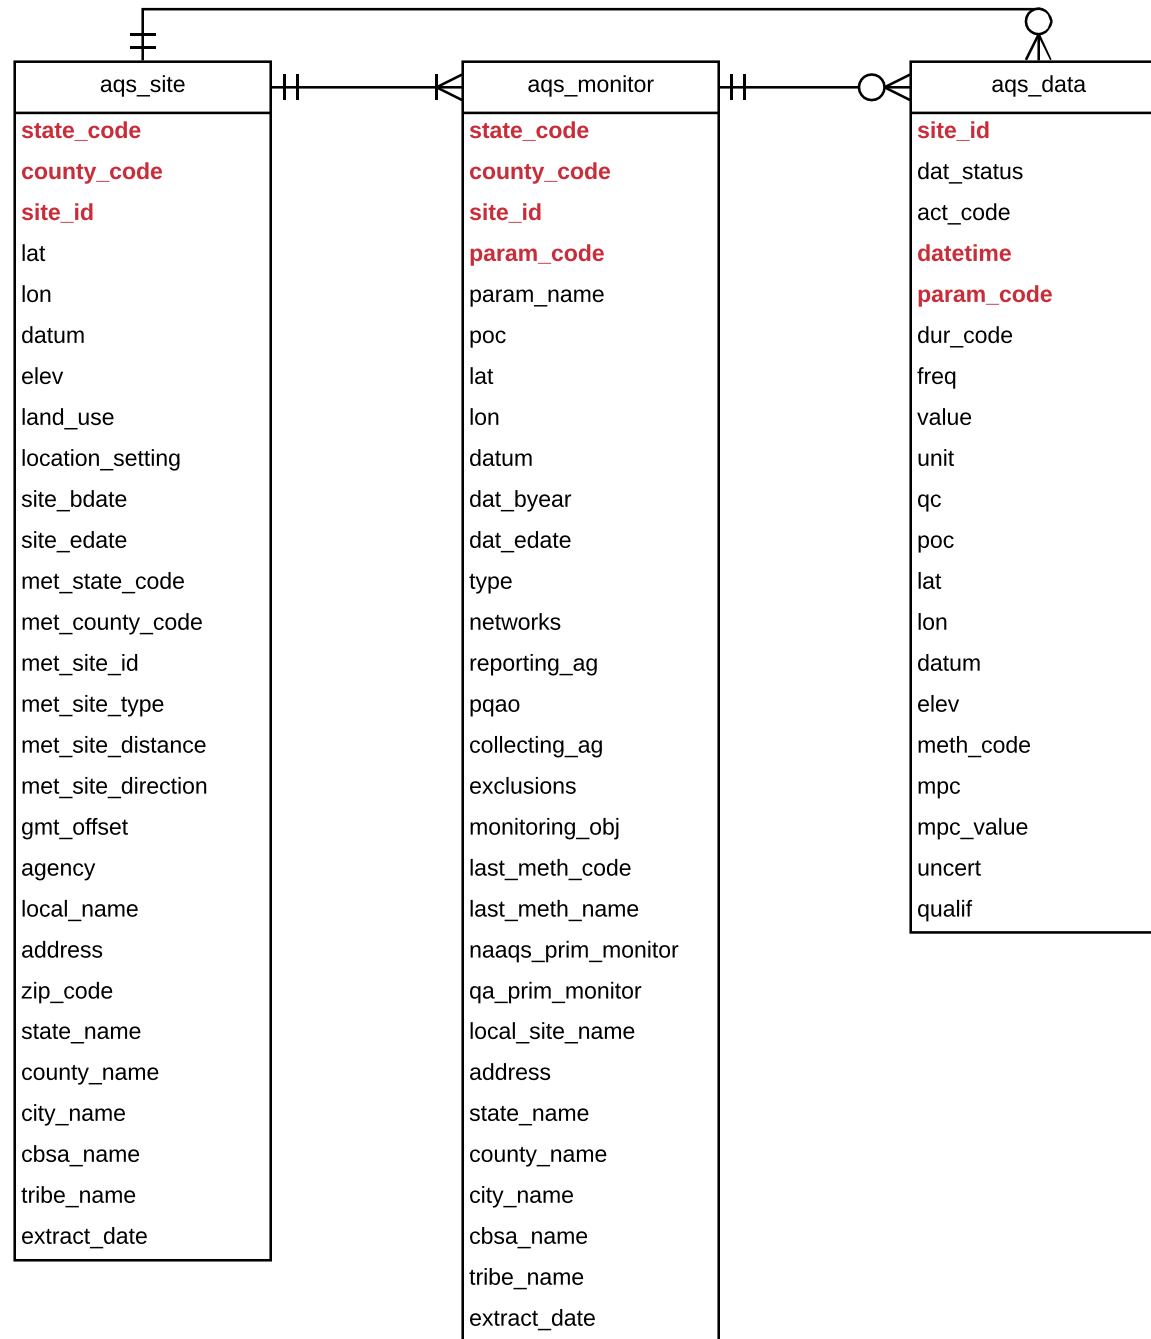 aqs_site
state_code
county_code
site_id
lat
lon
datum
elev
land_use
location_setting
site_bdate
site_edate
met_state_code
met_county_code
met_site_id
met_site_type
met_site_distance
met_site_direction
gmt_offset
agency
local_name
address
zip_code
state_name
county_name
city_name
cbsa_name
tribe_name
extract_date
aqs_monitor
state_code
county_code
site_id
param_code
param_name
poc
lat
lon
datum
dat_byear
dat_edate
type
networks
reporting_ag
pqao
collecting_ag
exclusions
monitoring_obj
last_meth_code
last_meth_name
naaqs_prim_monitor
qa_prim_monitor
local_site_name
address
state_name
county_name
city_name
cbsa_name
tribe_name
extract_date
aqs_data
site_id
dat_status
act_code
datetime
param_code
dur_code
freq
value
unit
qc
poc
lat
lon
datum
elev
meth_code
mpc
mpc_value
uncert
qualif